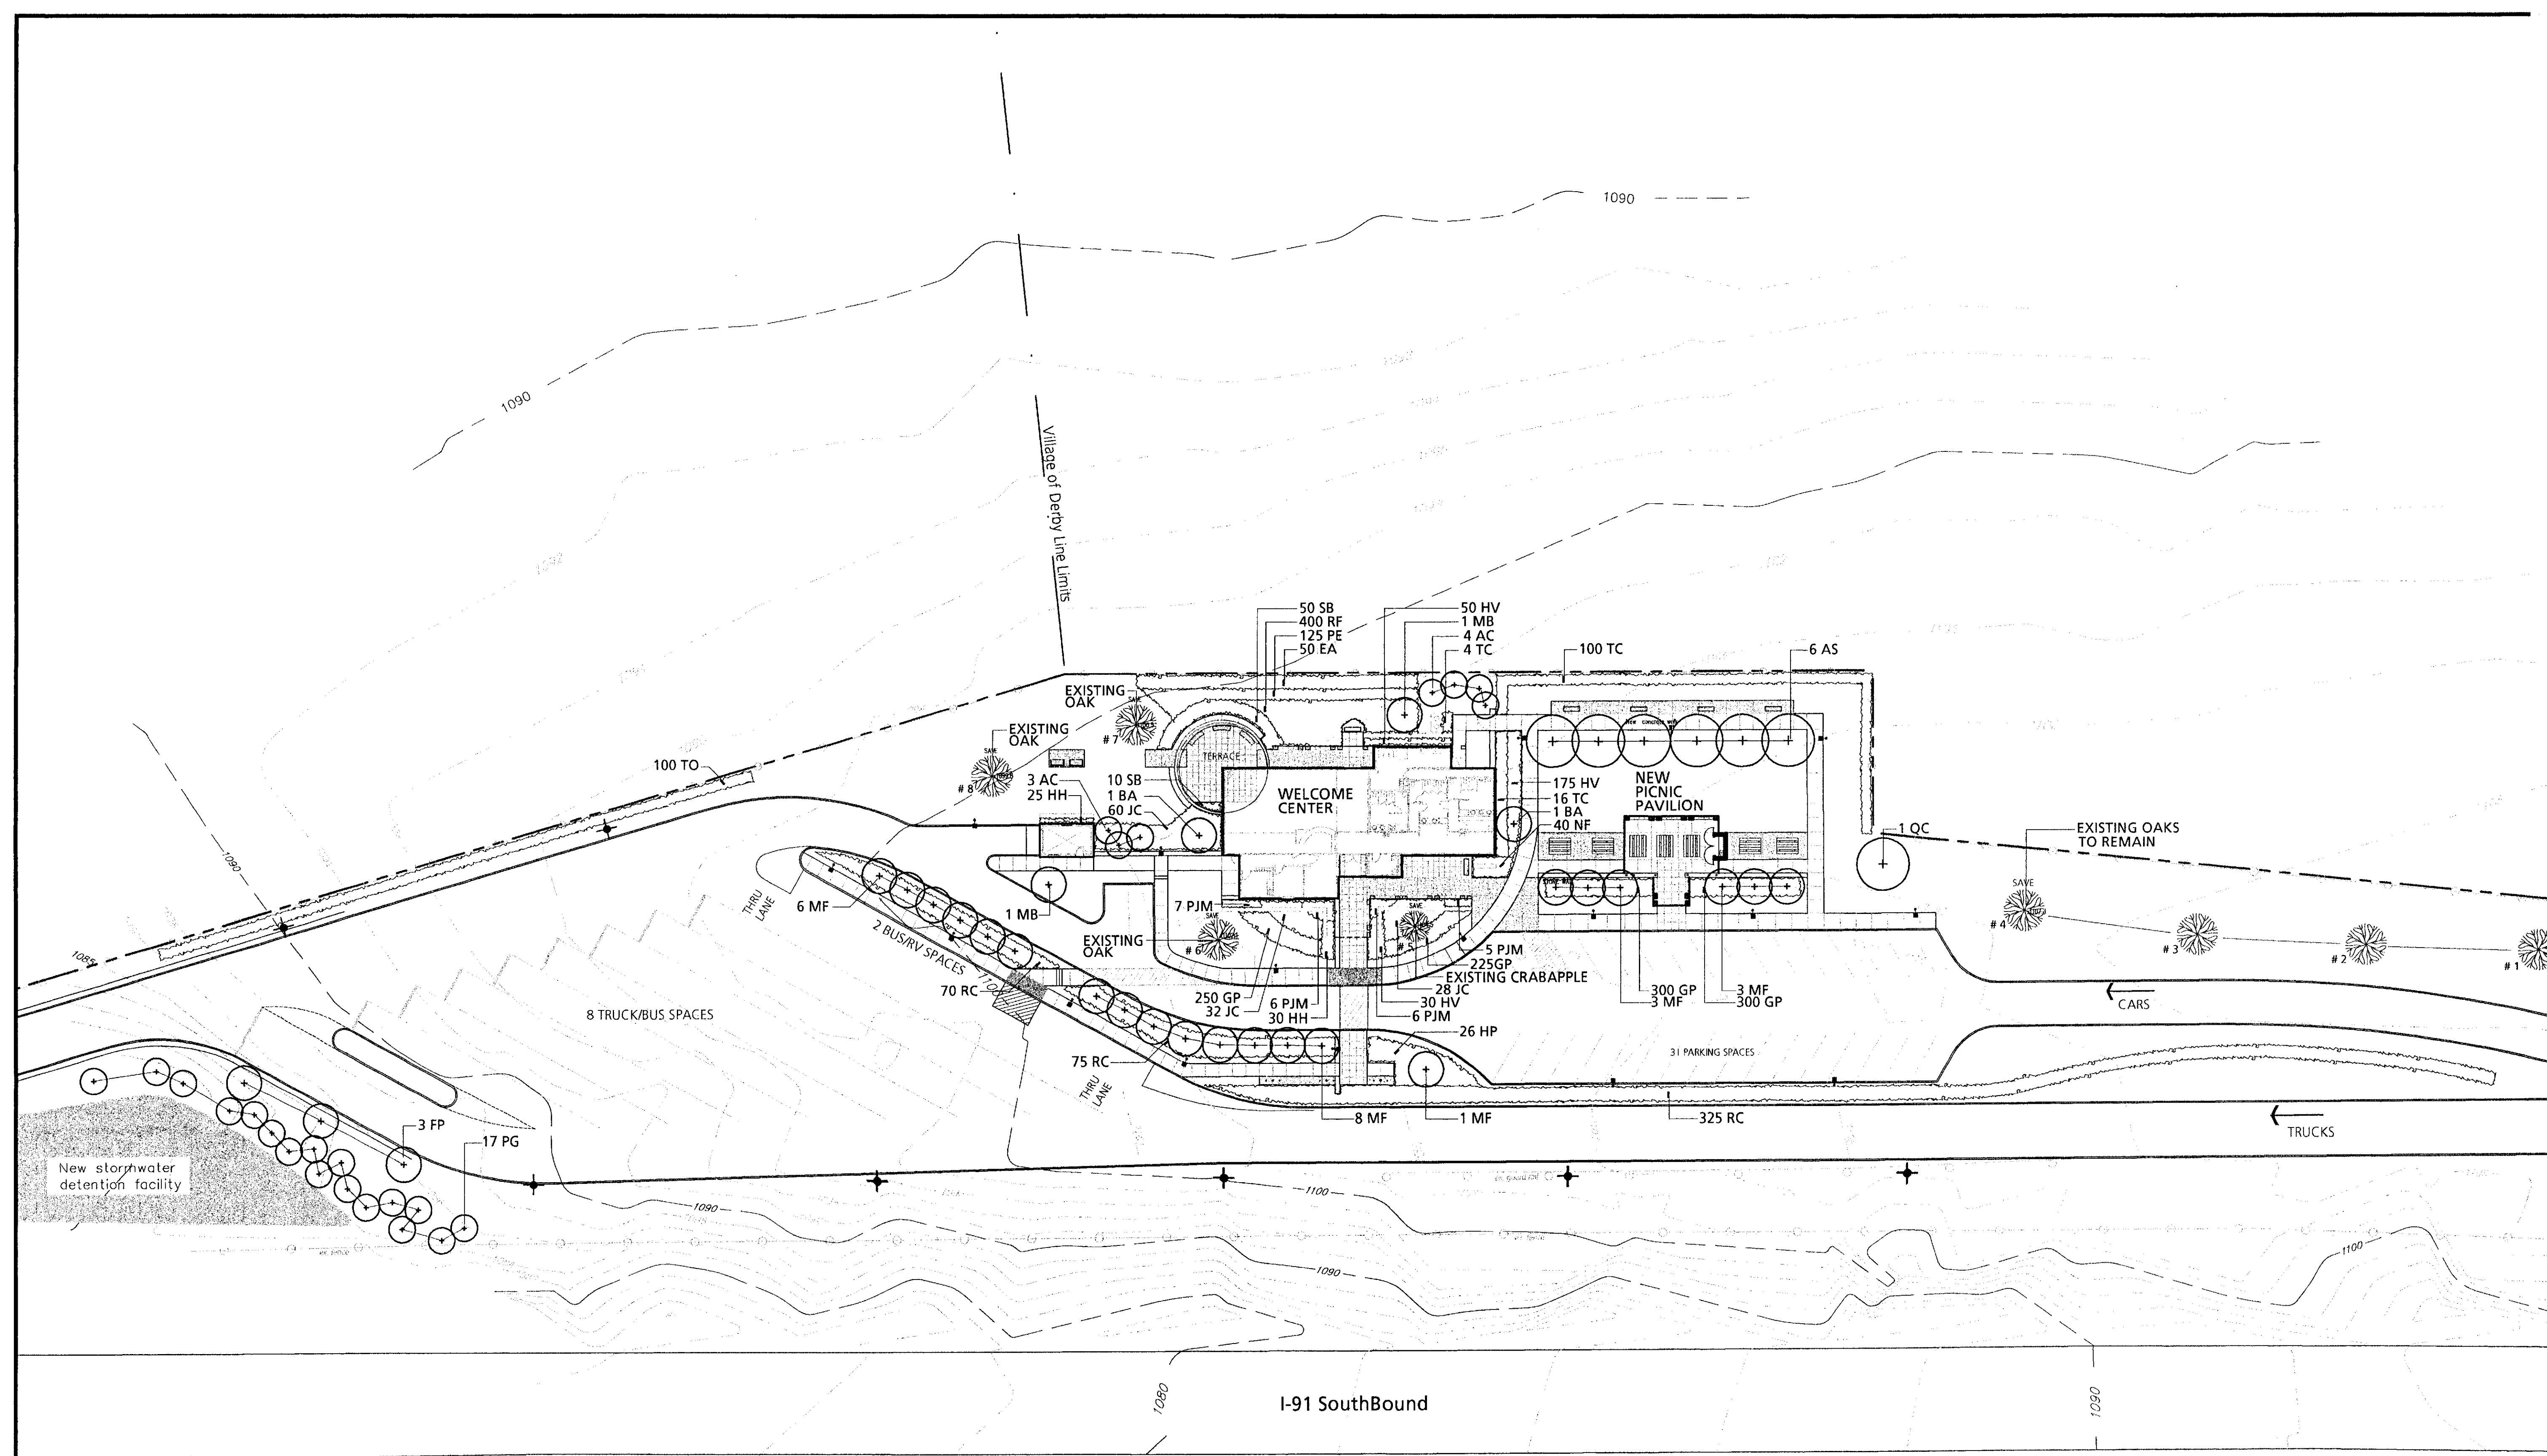 1090
1090
Village of Derby Line Limits
50 SB
400 RF
125 PE
50 EA
50 HV
1 MB
4 AC
4 TC
100 TC
6 AS
EXISTING
OAK
SAVE
# 7
EXISTING
OAK
SAVE
# 8
100 TO
TERRACE
3 AC
25 HH
10 SB
1 BA
60 JC
WELCOME
CENTER
175 HV
16 TC
1 BA
40 NF
NEW
PICNIC
PAVILION
1 QC
EXISTING OAKS
TO REMAIN
SAVE
# 4
# 3
# 2
# 1
1090
1085
THRU
LANE
6 MF
2 BUS/RV SPACES
1 MB
7 PJM
SAVE
EXISTING
OAK
# 6
SAVE
# 5
5 PJM
225GP
EXISTING CRABAPPLE
28 JC
30 HV
6 PJM
250 GP
32 JC
6 PJM
30 HH
70 RC
300 GP
3 MF
3 MF
300 GP
CARS
8 TRUCK/BUS SPACES
26 HP
31 PARKING SPACES
75 RC
THRU
LANE
8 MF
1 MF
325 RC
TRUCKS
3 FP
17 PG
New stormwater
detention facility
1100
1090
1090
1100
1080
I-91 SouthBound
1090